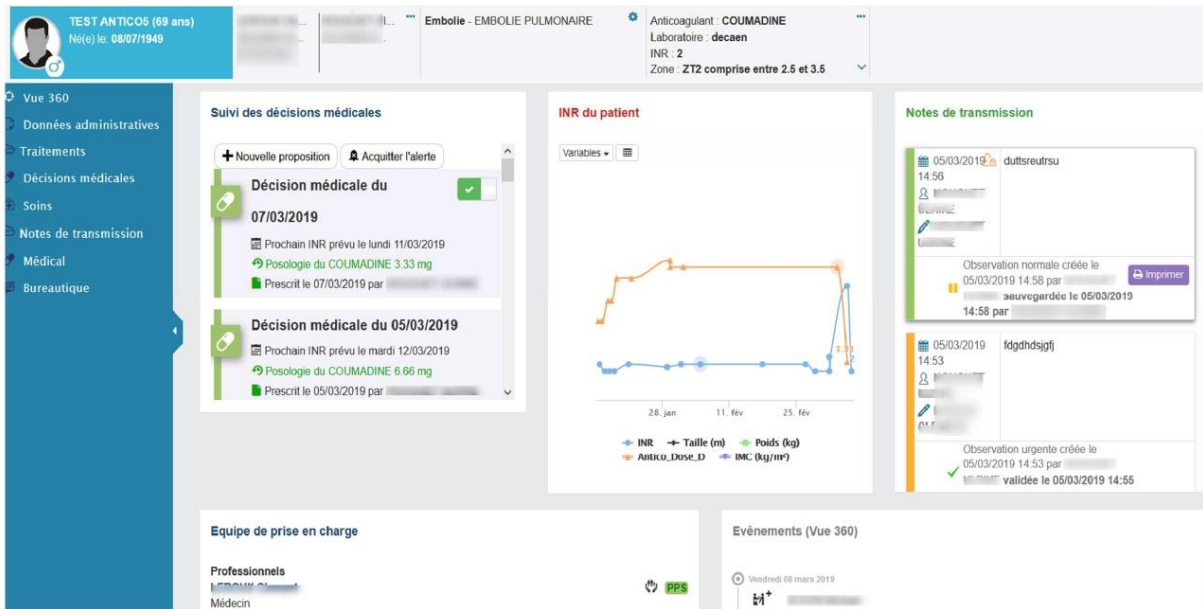 TEST ANTICO5 (69 ans)
Né(e) le: 08/07/1949
Embolie - EMBOLIE PULMONAIRE
Anticoagulant : COUMADINE
Laboratoire : decaen
INR : 2
Zone : ZT2 comprise entre 2.5 et 3.5
Vue 360
Données administratives
Traitements
Décisions médicales
Soins
Notes de transmission
Médical
Bureautique
Suivi des décisions médicales
Nouvelle proposition
Acquitter l'alerte
Décision médicale du
07/03/2019
Prochain INR prévu le lundi 11/03/2019
Posologie du COUMADINE 3.33 mg
Prescrit le 07/03/2019 par
Décision médicale du 05/03/2019
Prochain INR prévu le mardi 12/03/2019
Posologie du COUMADINE 6.66 mg
Prescrit le 05/03/2019 par
INR du patient
Variables
3.33
2
28. jan
11. fév
25. fév
INR
Taille (m)
Poids (kg)
Antico_Dose_D
IMC (kg/m²)
Notes de transmission
05/03/2019
14:56
duttsreutrsu
Observation normale créée le
05/03/2019 14:58 par
sauvegardée le 05/03/2019
14:58 par
Imprimer
05/03/2019
14:53
fdgdhdsjgfj
Observation urgente créée le
05/03/2019 14:53 par
validée le 05/03/2019 14:55
Equipe de prise en charge
Professionnels
Médecin
PPS
Evènements (Vue 360)
Vendredi 08 mars 2019